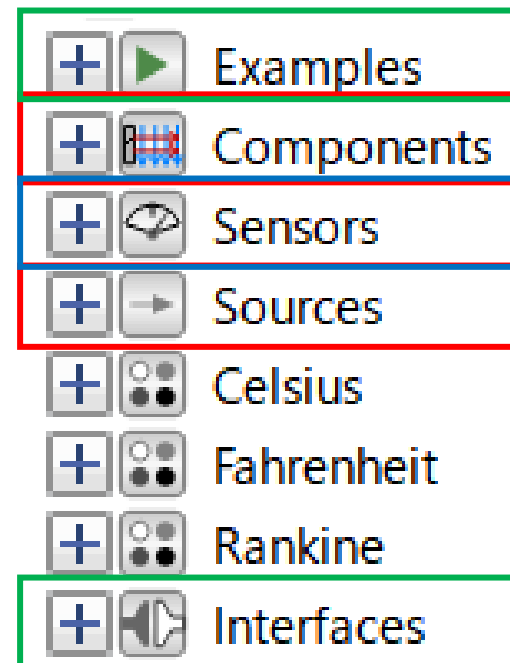 Examples
Components
Sensors
Sources
Celsius
Fahrenheit
Rankine
Interfaces